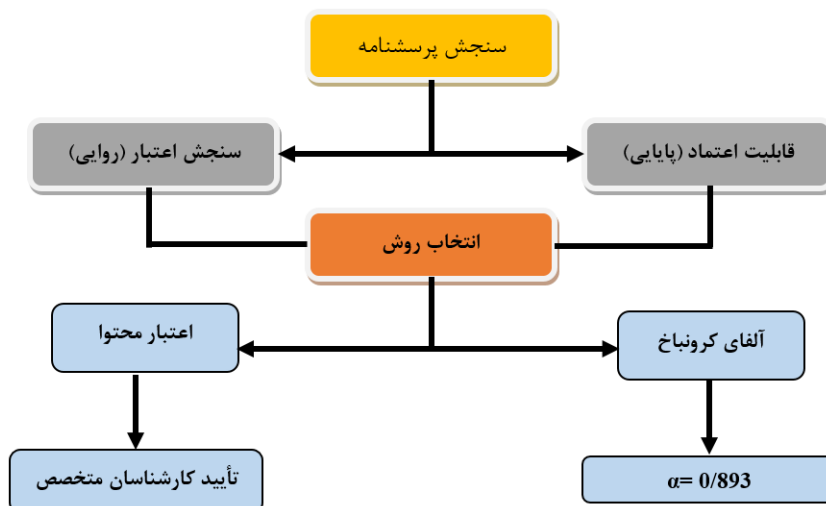 سنجش پرسشنامه
قابلیت اعتماد (پایایی)
سنجش اعتبار (روایی)
انتخاب روش
آلفای کرونباخ
اعتبار محتوا
α= 0/893
تأیید کارشناسان متخصص